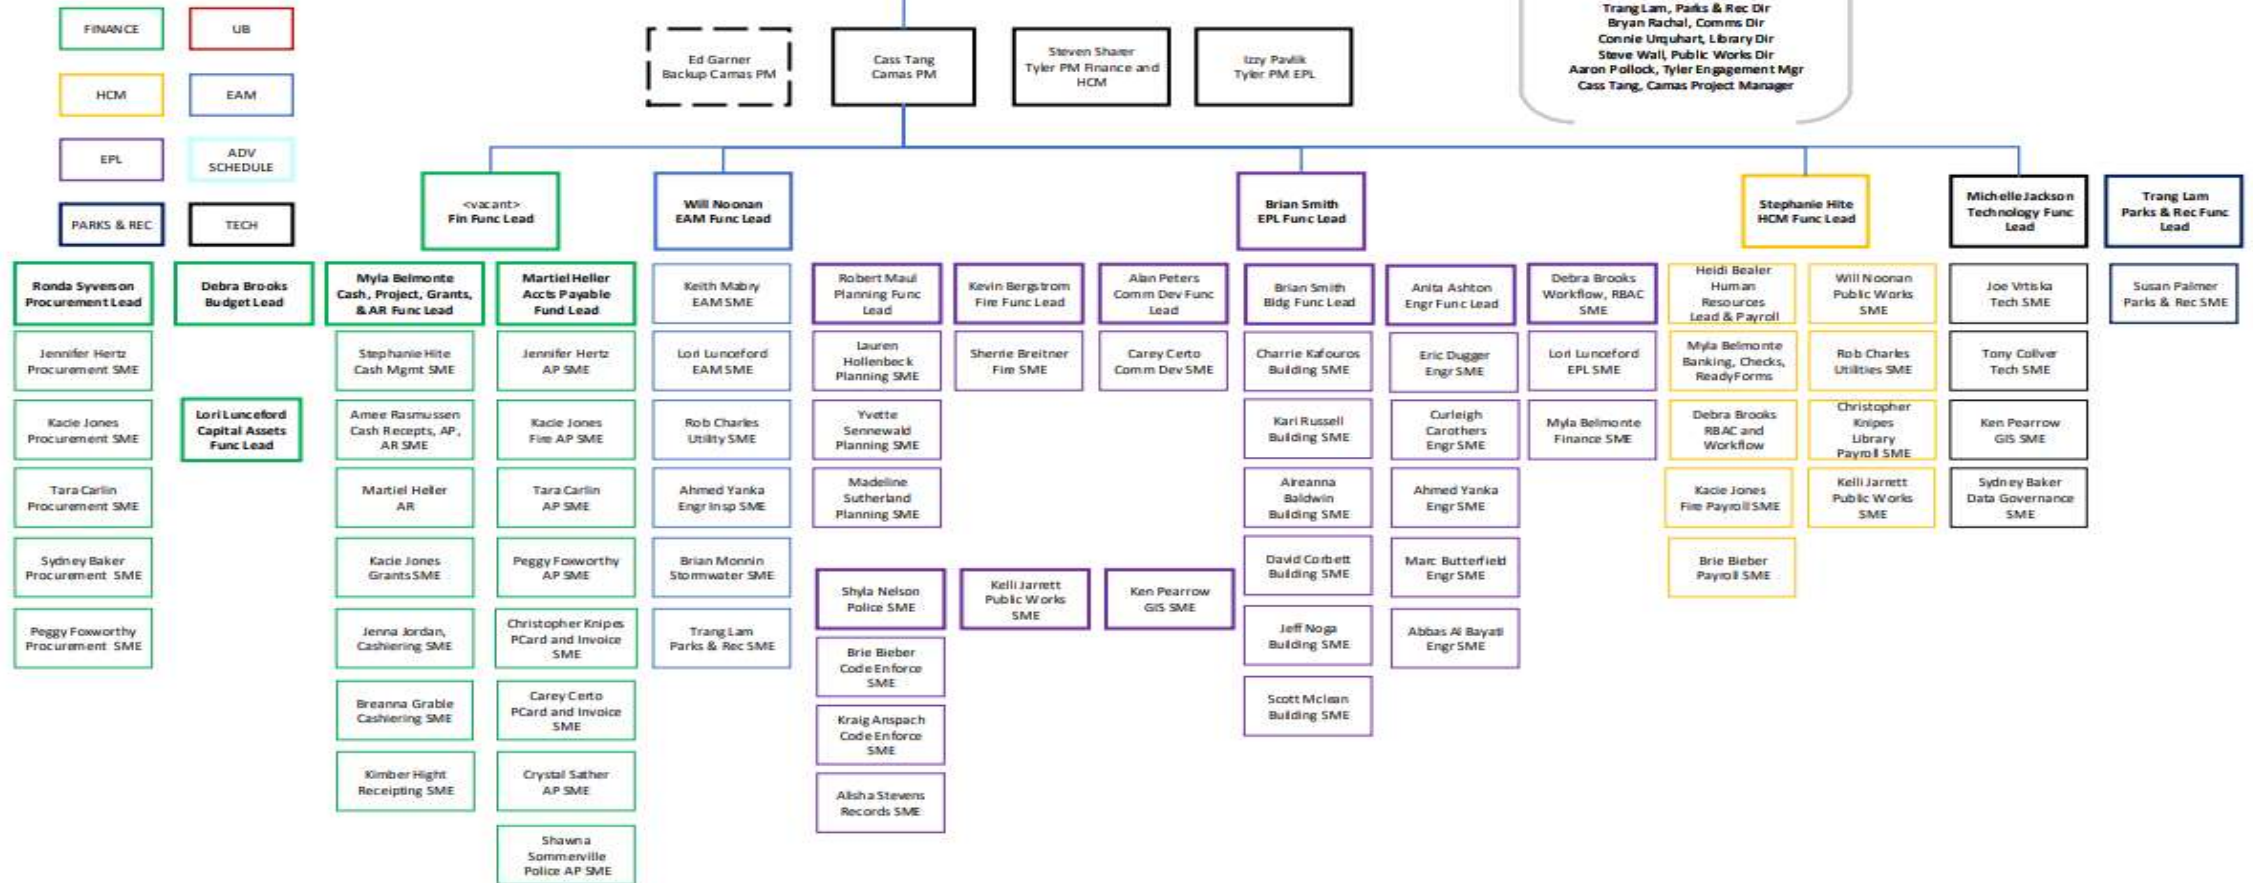 FINANCE
UB
HCM
EAM
EPL
ADV
SCHEDULE
PARKS & REC
TECH
Ed Garner
Backup Camas PM
Cass Tang
Camas PM
Steven Sharer
Tyler PM Finance and
HCM
Izzy Pavlik
Tyler PM EPL
Trang Lam, Parks & Rec Dir
Bryan Rachal, Comms Dir
Connie Urquhart, Library Dir
Steve Wall, Public Works Dir
Aaron Pollock, Tyler Engagement Mgr
Cass Tang, Camas Project Manager
<vacant>
Fin Func Lead
Will Noonan
EAM Func Lead
Brian Smith
EPL Func Lead
Stephanie Hite
HCM Func Lead
Michelle Jackson
Technology Func
Lead
Trang Lam
Parks & Rec Func
Lead
Ronda Syverson
Procurement Lead
Jennifer Hertz
Procurement SME
Kacie Jones
Procurement SME
Tara Carlin
Procurement SME
Sydney Baker
Procurement SME
Peggy Foxworthy
Procurement SME
Debra Brooks
Budget Lead
Lori Lunceford
Capital Assets
Func Lead
Myla Belmonte
Cash, Project, Grants,
& AR Func Lead
Stephanie Hite
Cash Mgmt SME
Amee Rasmussen
Cash Recepts, AP,
AR SME
Martiel Heller
AR
Kacie Jones
Grants SME
Jenna Jordan,
Cashiering SME
Breanna Grable
Cashiering SME
Kimber Hight
Receipting SME
Martiel Heller
Accts Payable
Fund Lead
Jennifer Hertz
AP SME
Kacie Jones
Fire AP SME
Tara Carlin
AP SME
Peggy Foxworthy
AP SME
Christopher Knipes
PCard and Invoice
SME
Carey Certo
PCard and Invoice
SME
Crystal Sather
AP SME
Shawna
Sommerville
Police AP SME
Keith Mabry
EAM SME
Lori Lunceford
EAM SME
Rob Charles
Utility SME
Ahmed Yanka
Engr Insp SME
Brian Monnin
Stormwater SME
Trang Lam
Parks & Rec SME
Robert Maul
Planning Func
Lead
Lauren
Hollenbeck
Planning SME
Yvette
Sennewald
Planning SME
Madeline
Sutherland
Planning SME
Shyla Nelson
Police SME
Brie Bieber
Code Enforce
SME
Kraig Anspach
Code Enforce
SME
Alisha Stevens
Records SME
Kevin Bergstrom
Fire Func Lead
Sherrie Breitner
Fire SME
Kelli Jarrett
Public Works
SME
Alan Peters
Comm Dev Func
Lead
Carey Certo
Comm Dev SME
Ken Pearrow
GIS SME
Brian Smith
Bldg Func Lead
Charrie Kafouros
Building SME
Kari Russell
Building SME
Aireanna
Baldwin
Building SME
David Corbett
Building SME
Jeff Noga
Building SME
Scott Mclean
Building SME
Anita Ashton
Engr Func Lead
Eric Dugger
Engr SME
Curleigh
Carothers
Engr SME
Ahmed Yanka
Engr SME
Marc Butterfield
Engr SME
Abbas Al Bayati
Engr SME
Debra Brooks
Workflow, RBAC
SME
Lori Lunceford
EPL SME
Myla Belmonte
Finance SME
Heidi Bealer
Human
Resources
Lead & Payroll
Myla Belmonte
Banking, Checks,
ReadyForms
Debra Brooks
RBAC and
Workflow
Kacie Jones
Fire Payroll SME
Brie Bieber
Payroll SME
Will Noonan
Public Works
SME
Rob Charles
Utilities SME
Christopher
Knipes
Library
Payroll SME
Kelli Jarrett
Public Works
SME
Joe Vrtiska
Tech SME
Tony Collver
Tech SME
Ken Pearrow
GIS SME
Sydney Baker
Data Governance
SME
Susan Palmer
Parks & Rec SME